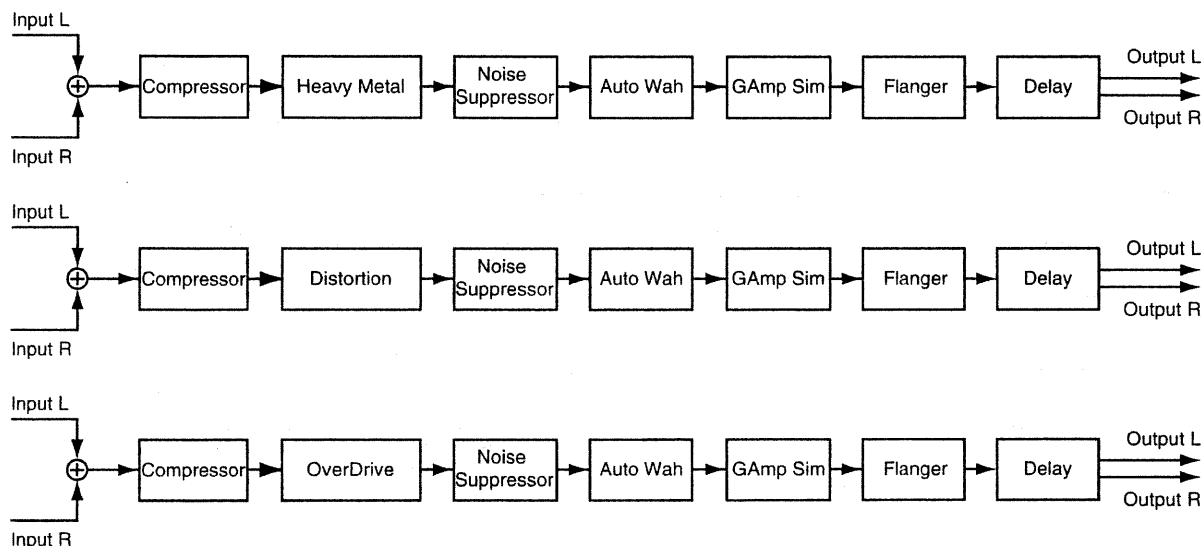 Input L
Input R
Compressor
Heavy Metal
Noise
Suppressor
Auto Wah
GAmp Sim
Flanger
Delay
Output L
Output R
Input L
Input R
Compressor
Distortion
Noise
Suppressor
Auto Wah
GAmp Sim
Flanger
Delay
Output L
Output R
Input L
Input R
Compressor
OverDrive
Noise
Suppressor
Auto Wah
GAmp Sim
Flanger
Delay
Output L
Output R